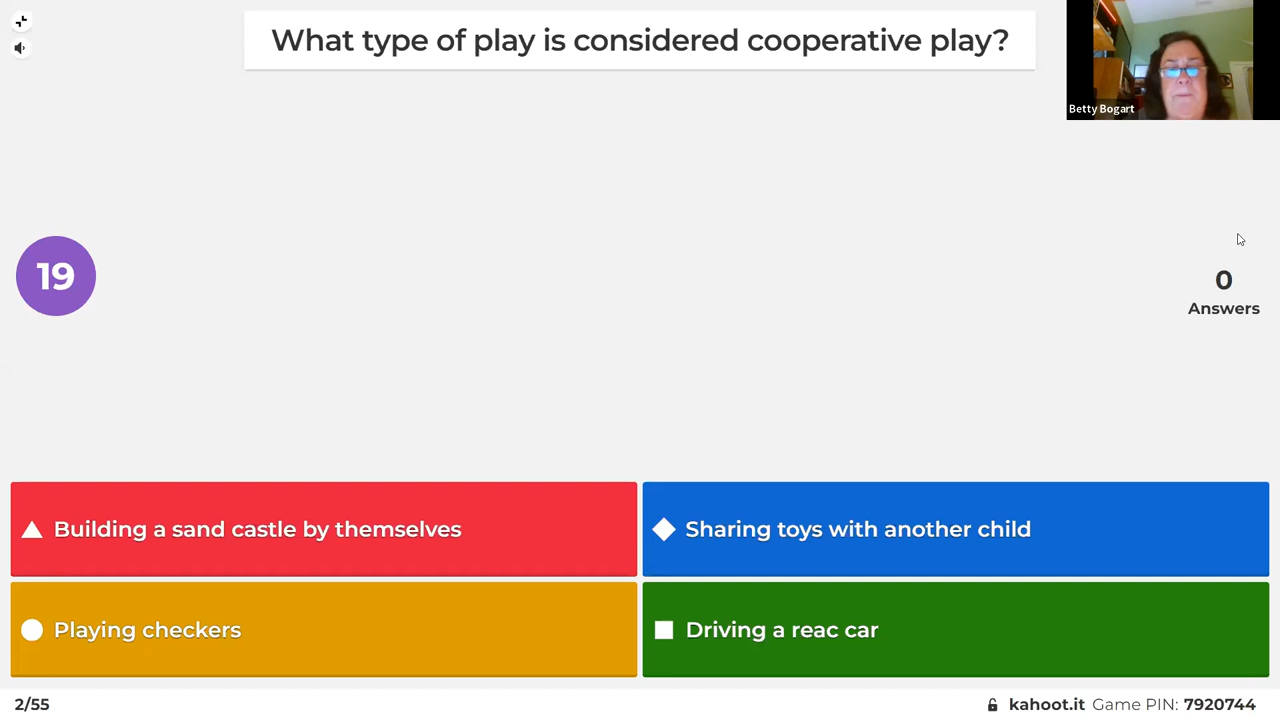 What type of play is considered cooperative play?
Betty Bogart
19
0
Answers
Building a sand castle by themselves
Sharing toys with another child
Playing checkers
Driving a reac car
2/55
kahoot.it Game PIN: 7920744